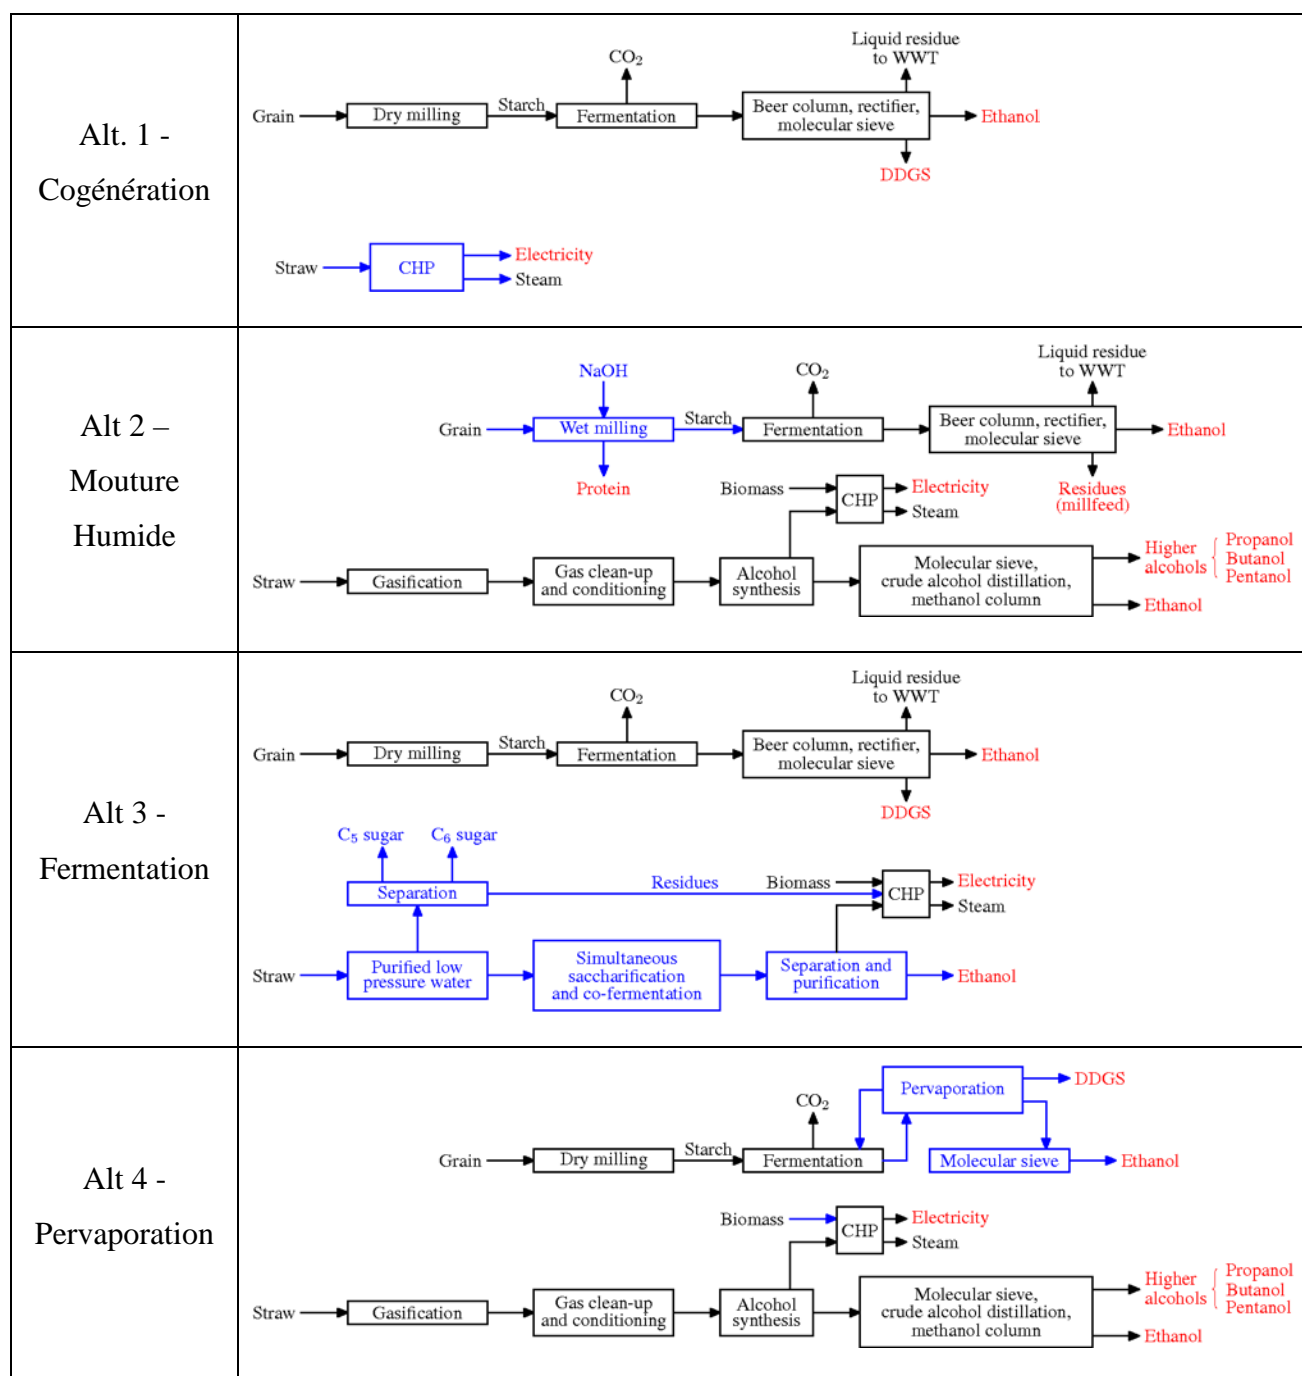 Alt. 1 -
Cogénération
Liquid residue
to WWT
CO₂
Grain
Dry milling
Starch
Fermentation
Beer column, rectifier,
molecular sieve
Ethanol
DDGS
Straw
CHP
Electricity
Steam
Alt 2 –
Mouture
Humide
Liquid residue
to WWT
NaOH
CO₂
Grain
Wet milling
Starch
Fermentation
Beer column, rectifier,
molecular sieve
Ethanol
Protein
Residues
(millfeed)
Biomass
CHP
Electricity
Steam
Straw
Gasification
Gas clean-up
and conditioning
Alcohol
synthesis
Molecular sieve,
crude alcohol distillation,
methanol column
Higher
alcohols
Propanol
Butanol
Pentanol
Ethanol
Alt 3 -
Fermentation
Liquid residue
to WWT
CO₂
Grain
Dry milling
Starch
Fermentation
Beer column, rectifier,
molecular sieve
Ethanol
DDGS
C₅ sugar
C₆ sugar
Separation
Residues
Biomass
CHP
Electricity
Steam
Straw
Purified low
pressure water
Simultaneous
saccharification
and co-fermentation
Separation and
purification
Ethanol
Alt 4 -
Pervaporation
Pervaporation
DDGS
CO₂
Grain
Dry milling
Starch
Fermentation
Molecular sieve
Ethanol
Biomass
CHP
Electricity
Steam
Straw
Gasification
Gas clean-up
and conditioning
Alcohol
synthesis
Molecular sieve,
crude alcohol distillation,
methanol column
Higher
alcohols
Propanol
Butanol
Pentanol
Ethanol